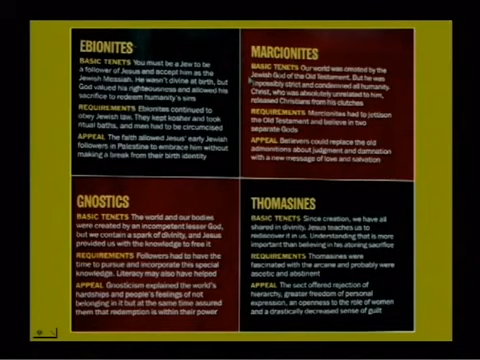 EBIONITES
BASIC TENETS You must be a Jew to be
a follower of Jesus and accept him as the
Jewish Messiah. He wasn't divine at birth, but
God valued his righteousness and allowed his
sacrifice to redeem humanity's sins
REQUIREMENTS Ebionites continued to
obey Jewish law. They kept kosher and took
ritual baths, and men had to be circumcised
APPEAL The faith allowed Jesus' early Jewish
followers in Palestine to embrace him without
making a break from their birth identity
MARCIONITES
BASIC TENETS Our world was created by the
Jewish God of the Old Testament. But he was
impossibly strict and condemned all humanity.
Christ, who was absolutely unrelated to him,
released Christians from his clutches
REQUIREMENTS Marcionites had to jettison
the Old Testament and believe in two
separate Gods
APPEAL Believers could replace the old
admonitions about judgment and damnation
with a new message of love and salvation
GNOSTICS
BASIC TENETS The world and our bodies
were created by an incompetent lesser God,
but we contain a spark of divinity, and Jesus
provided us with the knowledge to free it
REQUIREMENTS Followers had to have the
time to pursue and incorporate this special
knowledge. Literacy may also have helped
APPEAL Gnosticism explained the world's
hardships and people's feelings of not
belonging in it but at the same time assured
them that redemption is within their power
THOMASINES
BASIC TENETS Since creation, we have all
shared in divinity. Jesus teaches us to
rediscover it in us. Understanding that is more
important than believing in his atoning sacrifice
REQUIREMENTS Thomasines were
fascinated with the arcane and probably were
ascetic and abstinent
APPEAL The sect offered rejection of
hierarchy, greater freedom of personal
expression, an openness to the role of women
and a drastically decreased sense of guilt